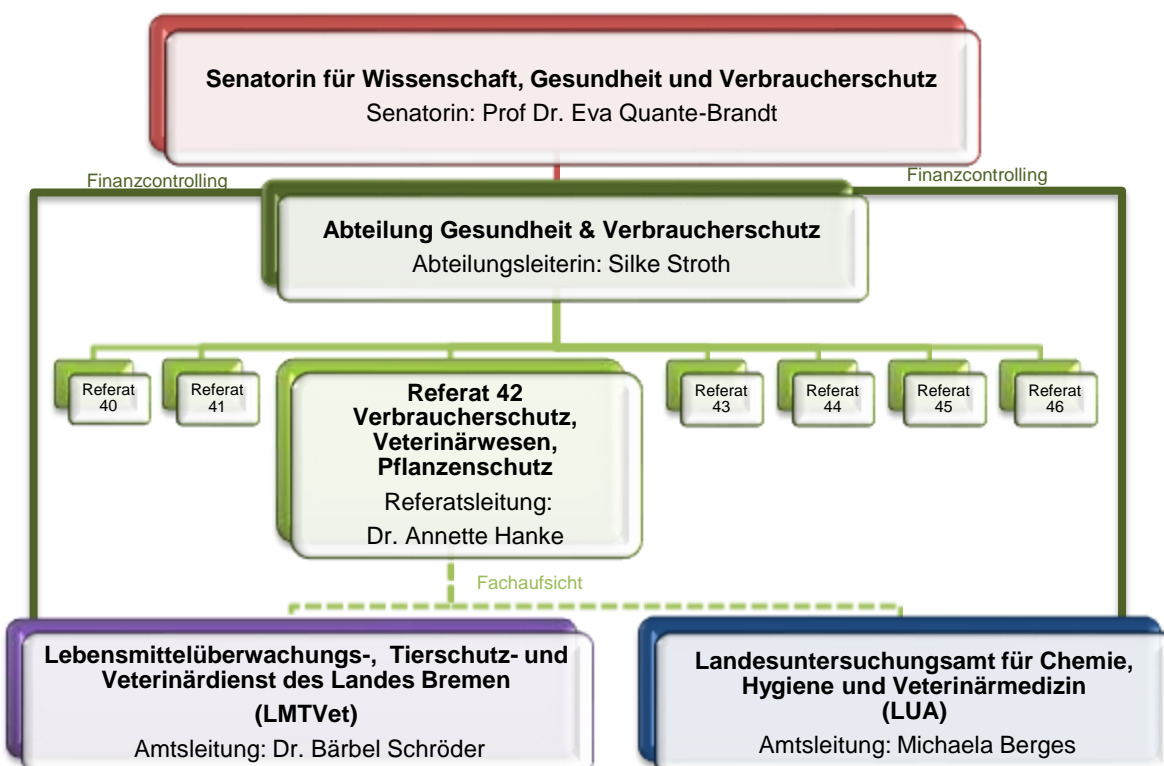 Senatorin für Wissenschaft, Gesundheit und Verbraucherschutz
Senatorin: Prof Dr. Eva Quante-Brandt
Finanzcontrolling
Finanzcontrolling
Abteilung Gesundheit & Verbraucherschutz
Abteilungsleiterin: Silke Stroth
Referat
40
Referat
41
Referat 42
Verbraucherschutz,
Veterinärwesen,
Pflanzenschutz
Referatsleitung:
Dr. Annette Hanke
Referat
43
Referat
44
Referat
45
Referat
46
Fachaufsicht
Lebensmittelüberwachungs-, Tierschutz- und
Veterinärdienst des Landes Bremen
(LMTVet)
Amtsleitung: Dr. Bärbel Schröder
Landesuntersuchungsamt für Chemie,
Hygiene und Veterinärmedizin
(LUA)
Amtsleitung: Michaela Berges